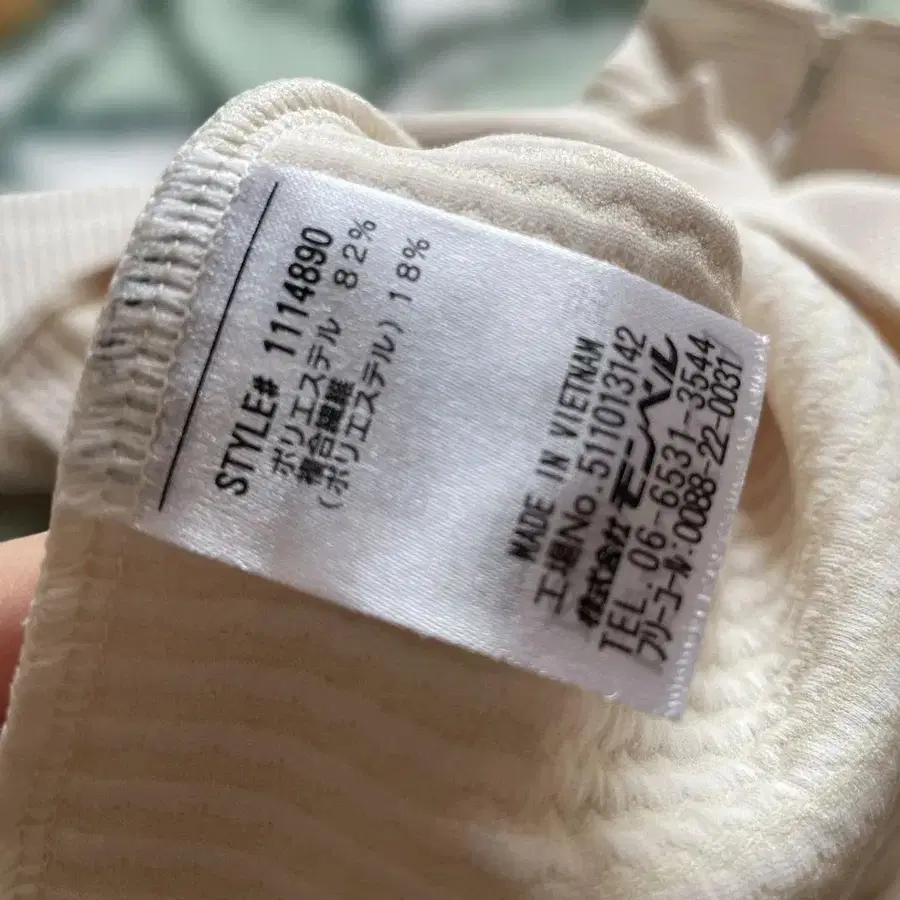 STYLE# 1114890
ポリエステル 82%
複合繊維
(ポリエステル) 18%
MADE IN VIETNAM
工場No.511013142
株式会社 モンベル
TEL.06-6531-3544
フリーコール:0088-22-0031